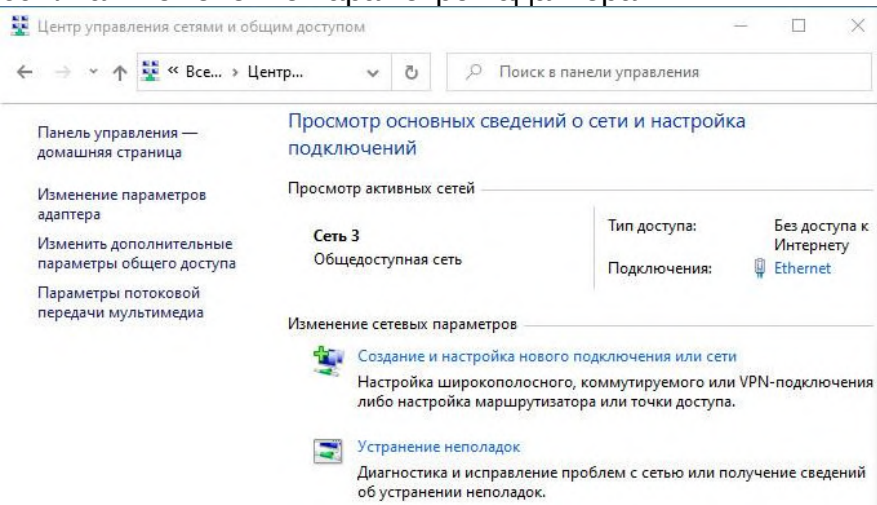 Центр управления сетями и общим доступом
« Все... › Центр...
Поиск в панели управления
Панель управления —
домашняя страница
Изменение параметров
адаптера
Изменить дополнительные
параметры общего доступа
Параметры потоковой
передачи мультимедиа
Просмотр основных сведений о сети и настройка
подключений
Просмотр активных сетей
Сеть 3
Общедоступная сеть
Тип доступа: Без доступа к
Интернету
Подключения: Ethernet
Изменение сетевых параметров
Создание и настройка нового подключения или сети
Настройка широкополосного, коммутируемого или VPN-подключения
либо настройка маршрутизатора или точки доступа.
Устранение неполадок
Диагностика и исправление проблем с сетью или получение сведений
об устранении неполадок.